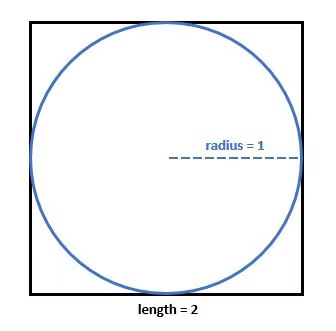 radius = 1
length = 2